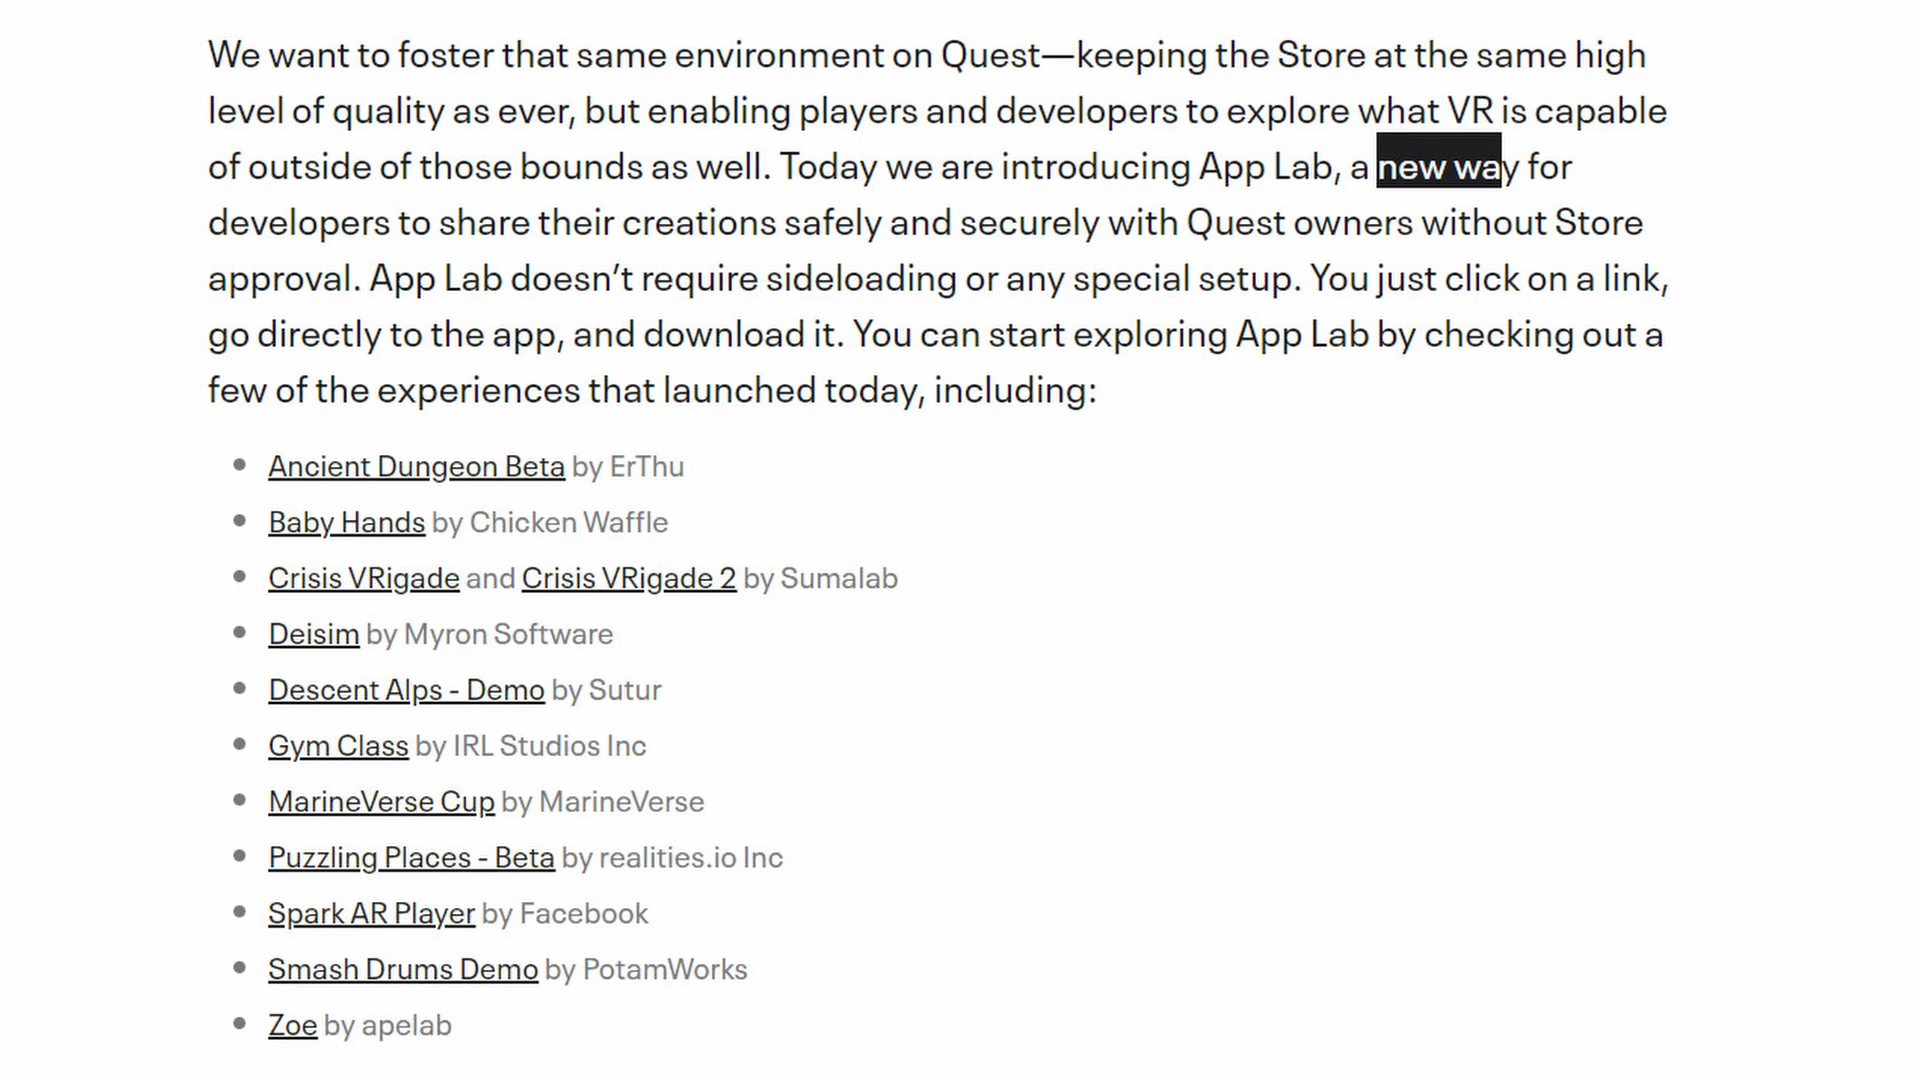 We want to foster that same environment on Quest—keeping the Store at the same high
level of quality as ever, but enabling players and developers to explore what VR is capable
of outside of those bounds as well. Today we are introducing App Lab, a new way for
developers to share their creations safely and securely with Quest owners without Store
approval. App Lab doesn’t require sideloading or any special setup. You just click on a link,
go directly to the app, and download it. You can start exploring App Lab by checking out a
few of the experiences that launched today, including:
• Ancient Dungeon Beta by ErThu
• Baby Hands by Chicken Waffle
• Crisis VRigade and Crisis VRigade 2 by Sumalab
• Deisim by Myron Software
• Descent Alps - Demo by Sutur
• Gym Class by IRL Studios Inc
• MarineVerse Cup by MarineVerse
• Puzzling Places - Beta by realities.io Inc
• Spark AR Player by Facebook
• Smash Drums Demo by PotamWorks
• Zoe by apelab